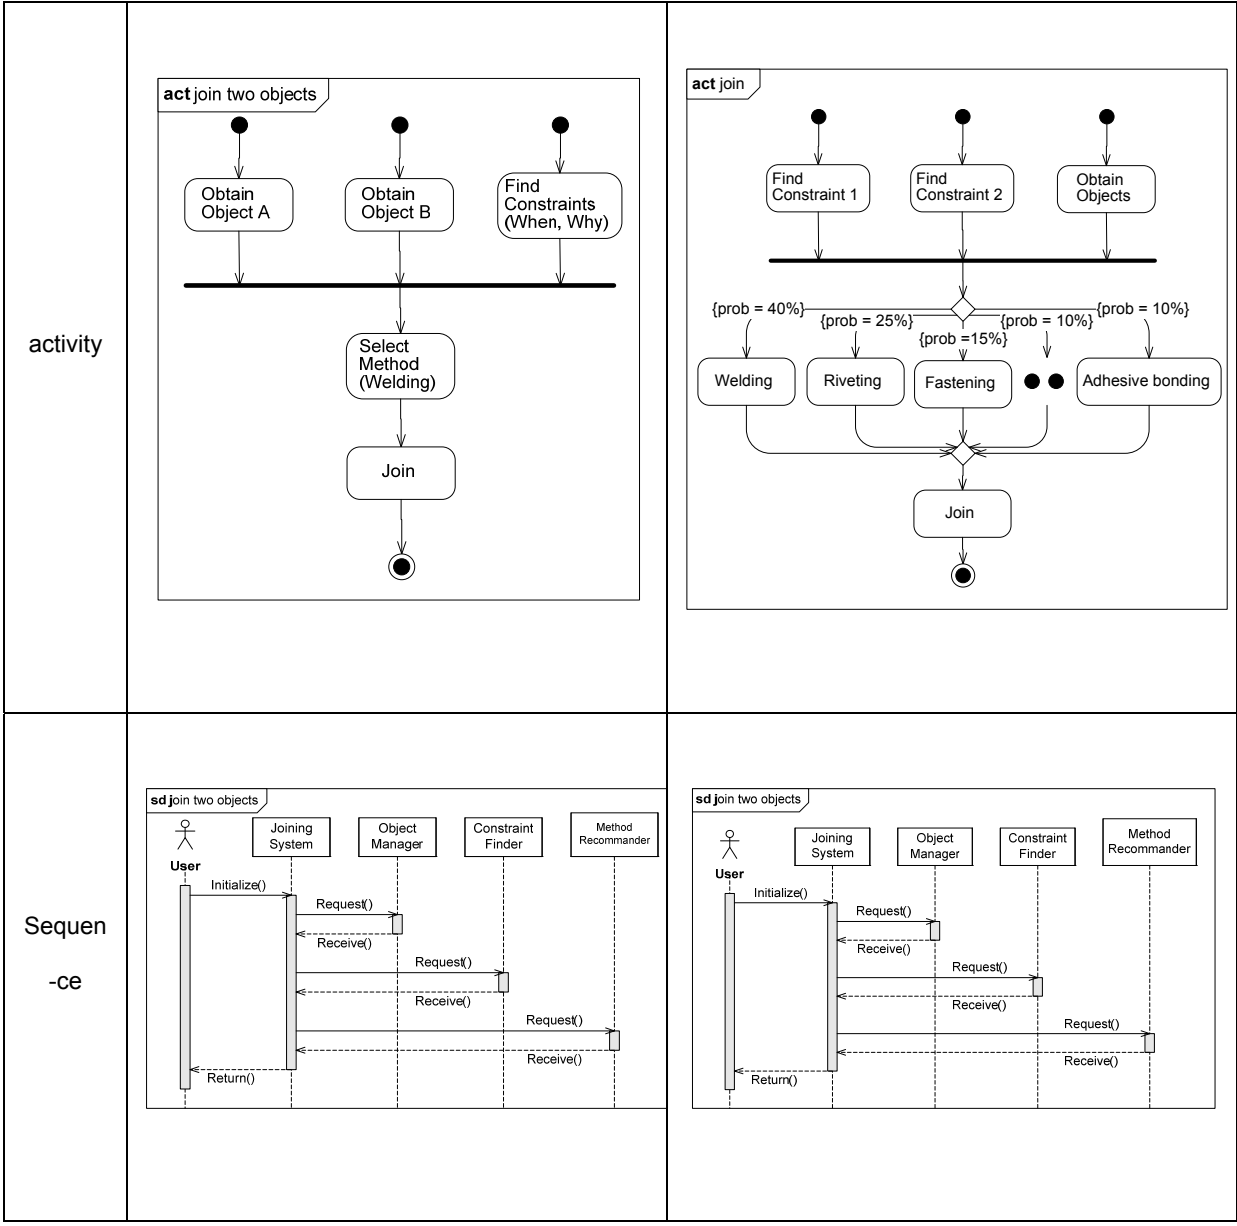 activity
act join two objects
Obtain
Object A
Obtain
Object B
Find
Constraints
(When, Why)
Select
Method
(Welding)
Join
act join
Find
Constraint 1
Find
Constraint 2
Obtain
Objects
{prob = 40%}
{prob = 25%}
{prob =15%}
{prob = 10%}
{prob = 10%}
Welding
Riveting
Fastening
Adhesive bonding
Join
Sequen
-ce
sd join two objects
User
Joining
System
Object
Manager
Constraint
Finder
Method
Recommander
Initialize()
Request()
Receive()
Request()
Receive()
Request()
Receive()
Return()
sd join two objects
User
Joining
System
Object
Manager
Constraint
Finder
Method
Recommander
Initialize()
Request()
Receive()
Request()
Receive()
Request()
Receive()
Return()